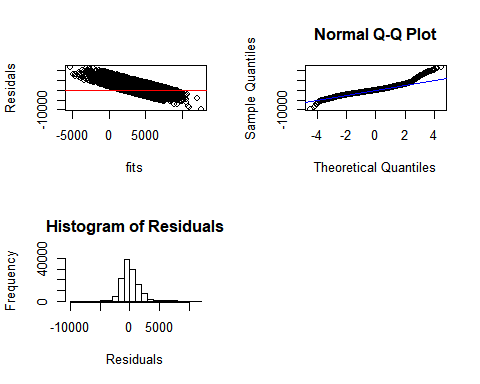 Residals
-10000
-5000 0 5000
fits
Normal Q-Q Plot
Sample Quantiles
-10000
-4 -2 0 2 4
Theoretical Quantiles
Histogram of Residuals
Frequency
0 40000
-10000 0 5000
Residuals